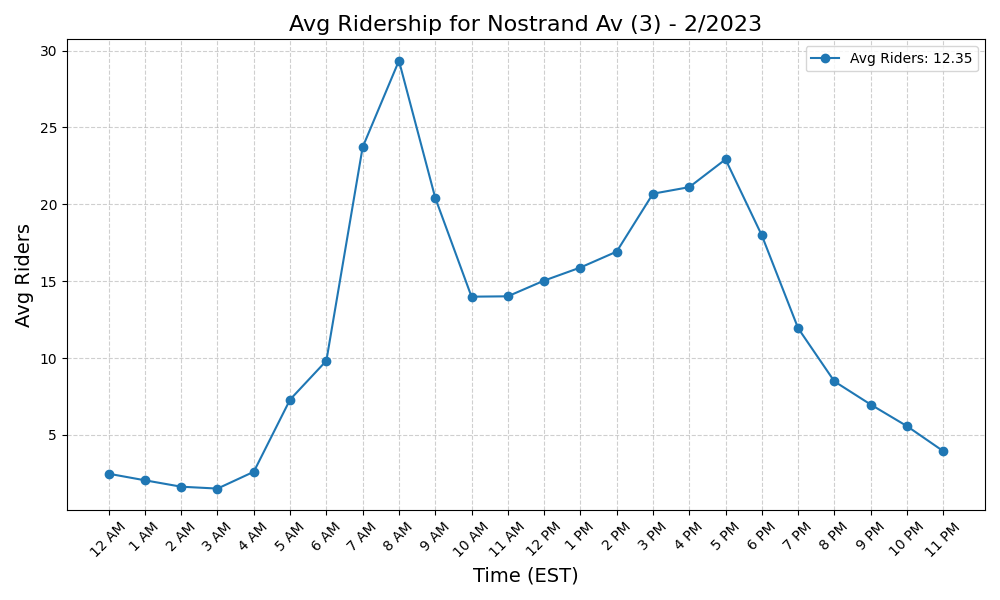 Avg Ridership for Nostrand Av (3) - 2/2023
Avg Riders: 12.35
Avg Riders
30
25
20
15
10
5
12 AM
1 AM
2 AM
3 AM
4 AM
5 AM
6 AM
7 AM
8 AM
9 AM
10 AM
11 AM
12 PM
1 PM
2 PM
3 PM
4 PM
5 PM
6 PM
7 PM
8 PM
9 PM
10 PM
11 PM
Time (EST)